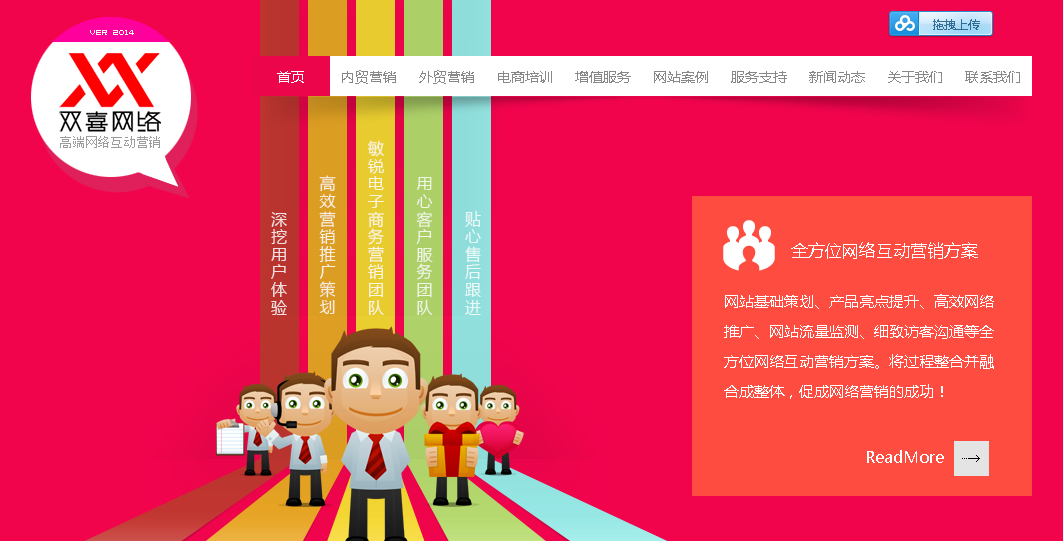 VER 2014
双喜网络
高端网络互动营销
拖拽上传
首页 内贸营销 外贸营销 电商培训 增值服务 网站案例 服务支持 新闻动态 关于我们 联系我们
深挖用户体验
高效营销推广策划
敏锐电子商务营销团队
用心客户服务团队
贴心售后跟进
全方位网络互动营销方案
网站基础策划、产品亮点提升、高效网络
推广、网站流量监测、细致访客沟通等全
方位网络互动营销方案。将过程整合并融
合成整体，促成网络营销的成功！
ReadMore